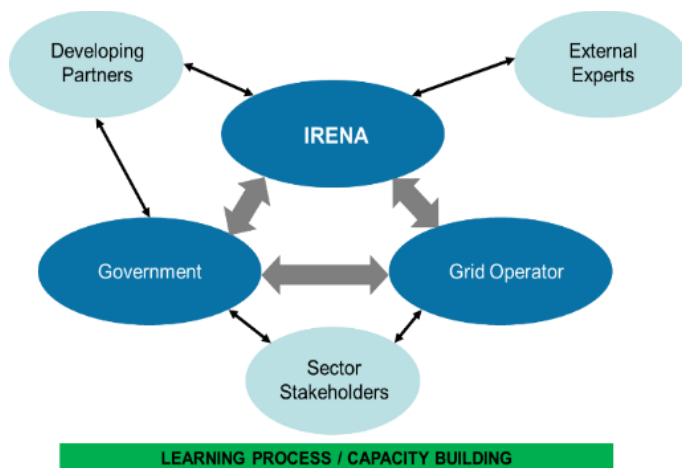 Developing
Partners
External
Experts
IRENA
Government
Grid Operator
Sector
Stakeholders
LEARNING PROCESS / CAPACITY BUILDING